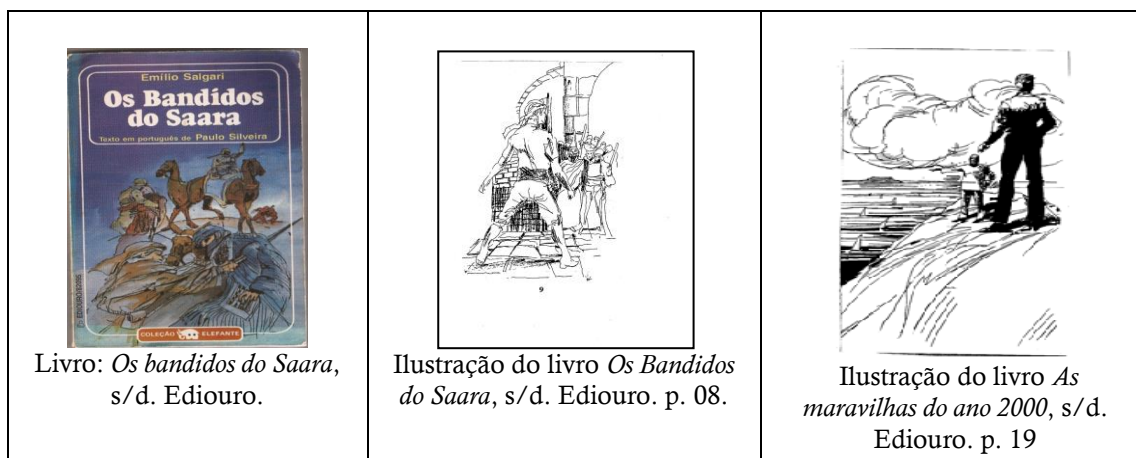 Emílio Salgari
Os Bandidos
do Saara
Texto em português de Paulo Silveira
COLEÇÃO ELEFANTE
Livro: Os bandidos do Saara,
s/d. Ediouro.
9
Ilustração do livro Os Bandidos
do Saara, s/d. Ediouro. p. 08.
Ilustração do livro As
maravilhas do ano 2000, s/d.
Ediouro. p. 19